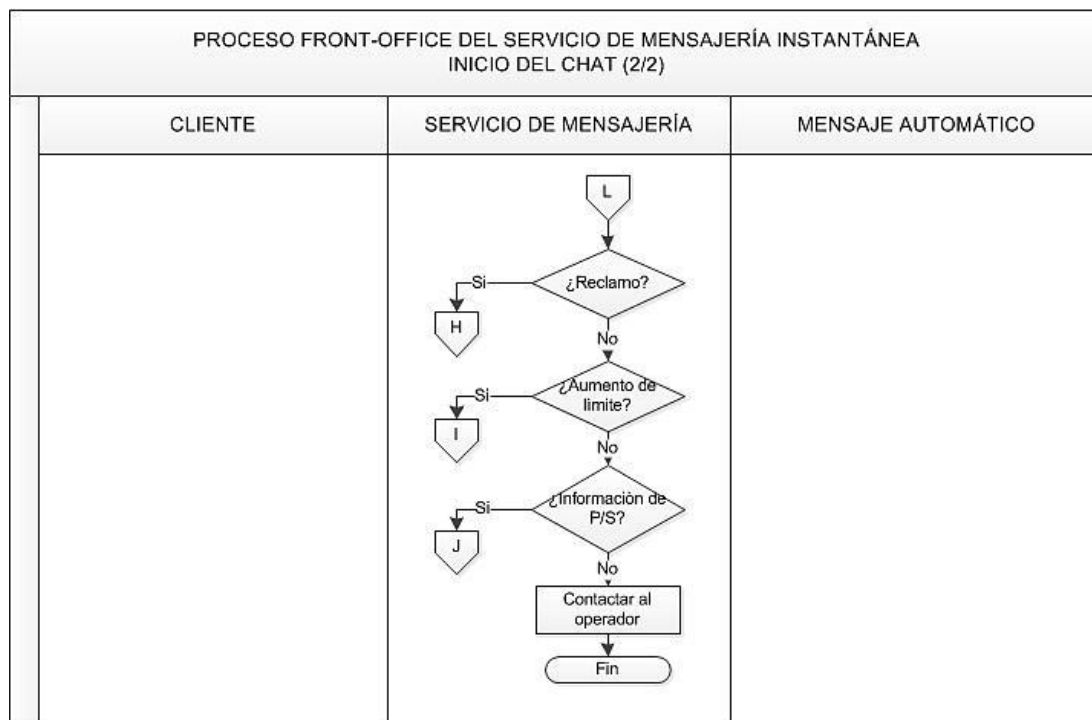 PROCESO FRONT-OFFICE DEL SERVICIO DE MENSAJERÍA INSTANTÁNEA
INICIO DEL CHAT (2/2)
CLIENTE
SERVICIO DE MENSAJERÍA
MENSAJE AUTOMÁTICO
L
¿Reclamo?
Si
H
No
¿Aumento de
limite?
Si
I
No
¿Información de
P/S?
Si
J
No
Contactar al
operador
Fin